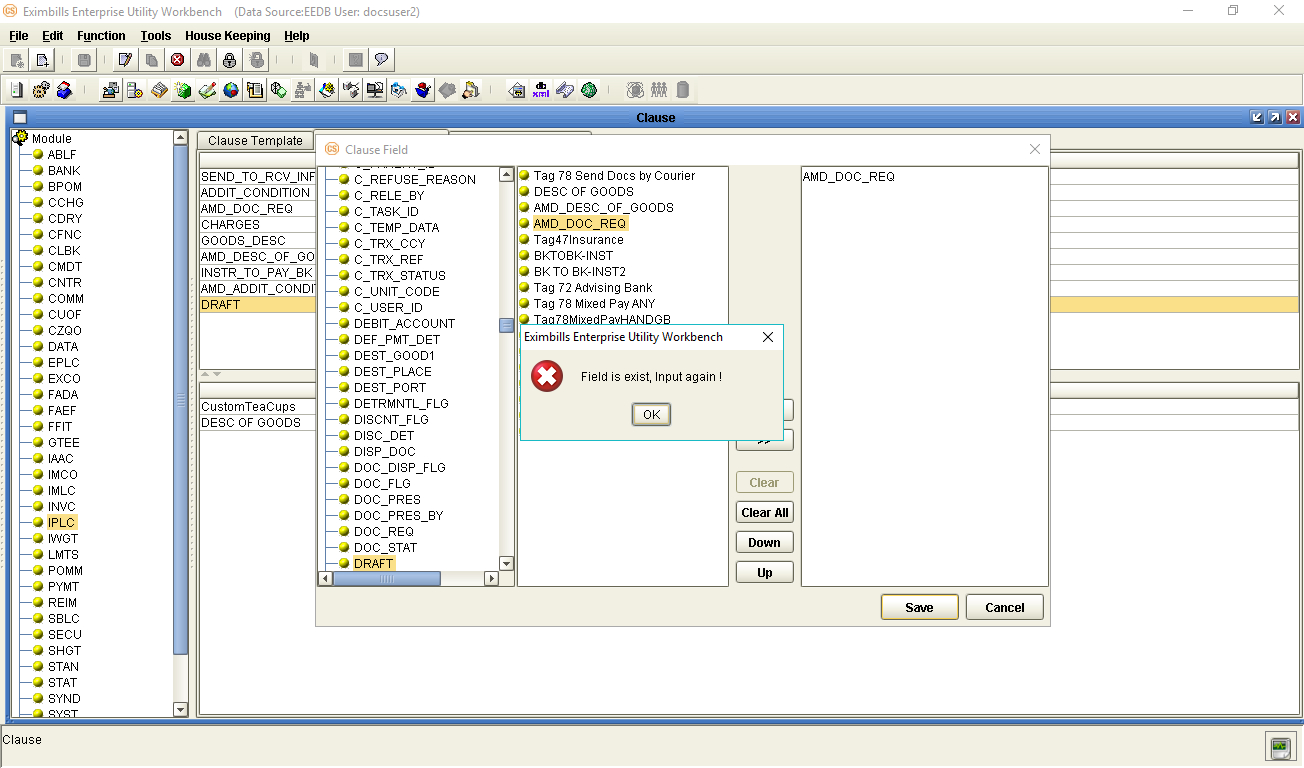 CS Eximbills Enterprise Utility Workbench (Data Source:EEDB User: docsuser2)
File Edit Function Tools House Keeping Help
xml
Clause
Module
ABLF
BANK
BPOM
CCHG
CDRY
CFNC
CLBK
CMDT
CNTR
COMM
CUOF
CZQO
DATA
EPLC
EXCO
FADA
FAEF
FFIT
GTEE
IAAC
IMCO
IMLC
INVC
IPLC
IWGT
LMTS
POMM
PYMT
REIM
SBLC
SECU
SHGT
STAN
STAT
SYND
SYST
Clause Template
SEND_TO_RCV_INF
ADDIT_CONDITION
AMD_DOC_REQ
CHARGES
GOODS_DESC
AMD_DESC_OF_GO
INSTR_TO_PAY_BK
AMD_ADDIT_CONDI
DRAFT
CustomTeaCups
DESC OF GOODS
CS Clause Field
C_REFUSE_REASON
C_RELE_BY
C_TASK_ID
C_TEMP_DATA
C_TRX_CCY
C_TRX_REF
C_TRX_STATUS
C_UNIT_CODE
C_USER_ID
DEBIT_ACCOUNT
DEF_PMT_DET
DEST_GOOD1
DEST_PLACE
DEST_PORT
DETRMNTL_FLG
DISCNT_FLG
DISC_DET
DISP_DOC
DOC_DISP_FLG
DOC_FLG
DOC_PRES
DOC_PRES_BY
DOC_REQ
DOC_STAT
DRAFT
Tag 78 Send Docs by Courier
DESC OF GOODS
AMD_DESC_OF_GOODS
AMD_DOC_REQ
Tag47Insurance
BKTOBK-INST
BK TO BK-INST2
Tag 72 Advising Bank
Tag 78 Mixed Pay ANY
Tag78MixedPayHANDGB
Eximbills Enterprise Utility Workbench
Field is exist, Input again !
OK
>>
Clear
Clear All
Down
Up
AMD_DOC_REQ
Save Cancel
Clause